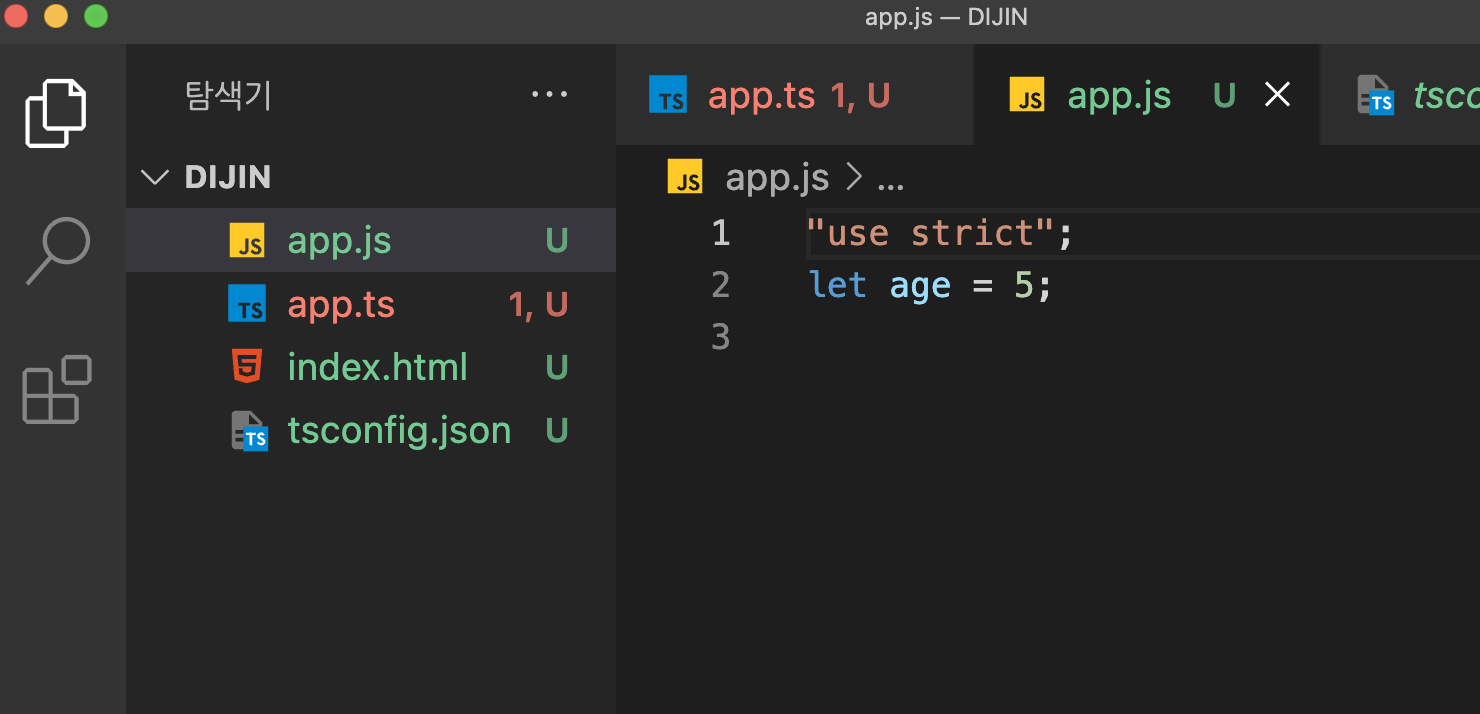 app.js — DIJIN
탐색기 ...
DIJIN
JS app.js U
TS app.ts 1, U
index.html U
TS tsconfig.json U
TS app.ts 1, U JS app.js U TS
JS app.js > ...
1 "use strict";
2 let age = 5;
3